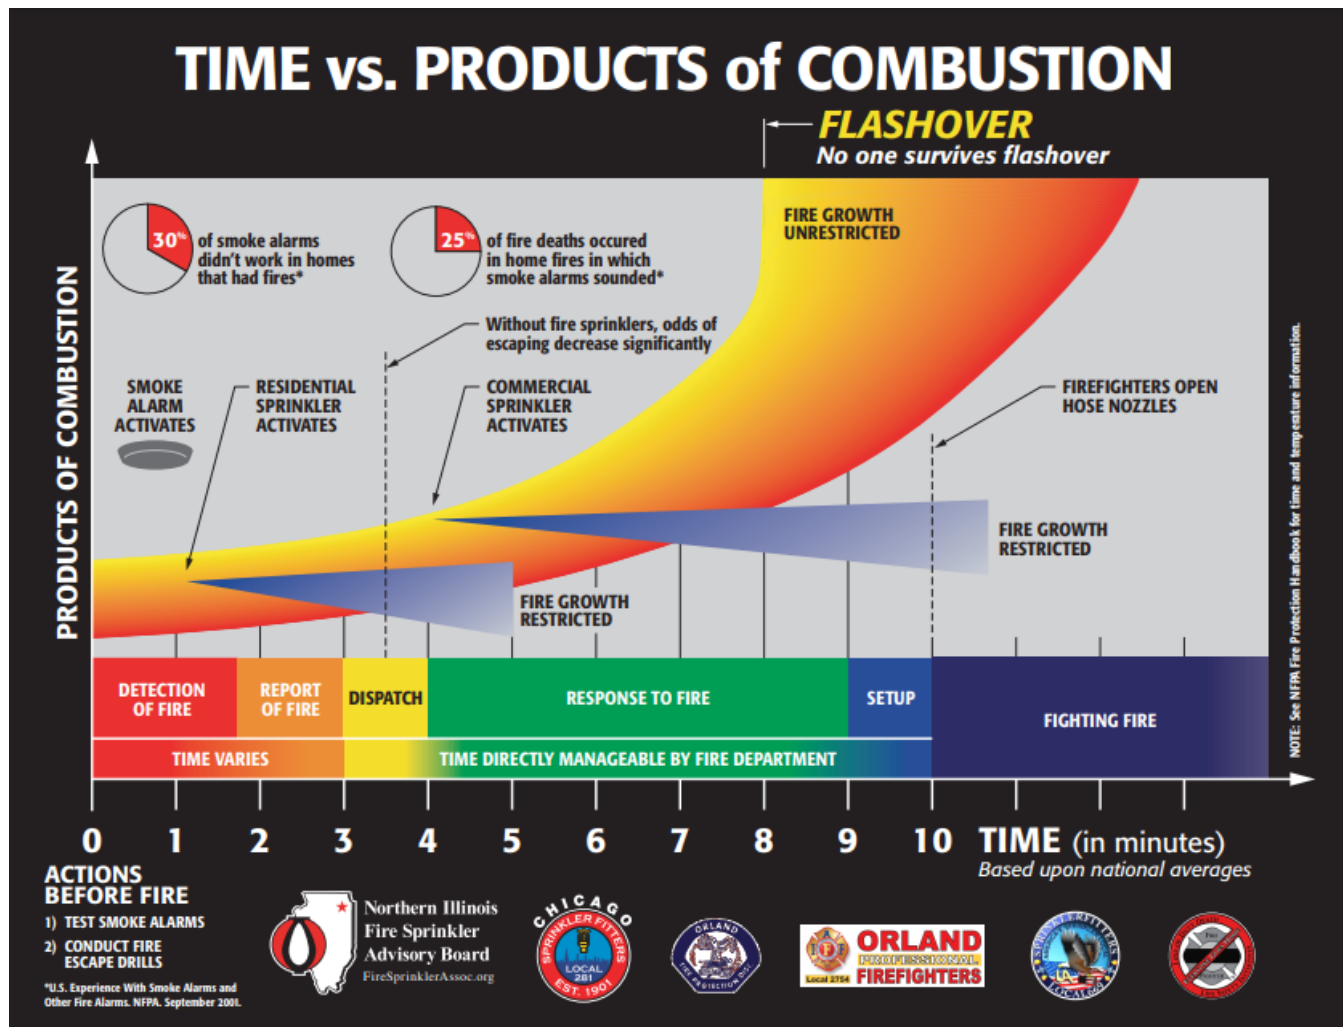 TIME vs. PRODUCTS of COMBUSTION
FLASHOVER
No one survives flashover
PRODUCTS OF COMBUSTION
30%
of smoke alarms
didn't work in homes
that had fires*
25%
of fire deaths occured
in home fires in which
smoke alarms sounded*
FIRE GROWTH
UNRESTRICTED
Without fire sprinklers, odds of
escaping decrease significantly
SMOKE
ALARM
ACTIVATES
RESIDENTIAL
SPRINKLER
ACTIVATES
COMMERCIAL
SPRINKLER
ACTIVATES
FIREFIGHTERS OPEN
HOSE NOZZLES
FIRE GROWTH
RESTRICTED
FIRE GROWTH
RESTRICTED
NOTE: See NFPA Fire Protection Handbook for time and temperature information.
DETECTION
OF FIRE
REPORT
OF FIRE
DISPATCH
RESPONSE TO FIRE
SETUP
FIGHTING FIRE
TIME VARIES
TIME DIRECTLY MANAGEABLE BY FIRE DEPARTMENT
0 1 2 3 4 5 6 7 8 9 10 TIME (in minutes)
Based upon national averages
ACTIONS
BEFORE FIRE
1) TEST SMOKE ALARMS
2) CONDUCT FIRE
ESCAPE DRILLS
*U.S. Experience With Smoke Alarms and
Other Fire Alarms. NFPA. September 2001.
Northern Illinois
Fire Sprinkler
Advisory Board
FireSprinklerAssoc.org
CHICAGO
SPRINKLER FITTERS
LOCAL
281
EST. 1901
ORLAND
FIRE PROTECTION DIST.
IAFF
Local 2754
ORLAND
PROFESSIONAL
FIREFIGHTERS
SPRINKLERFITTERS
LOCAL 669